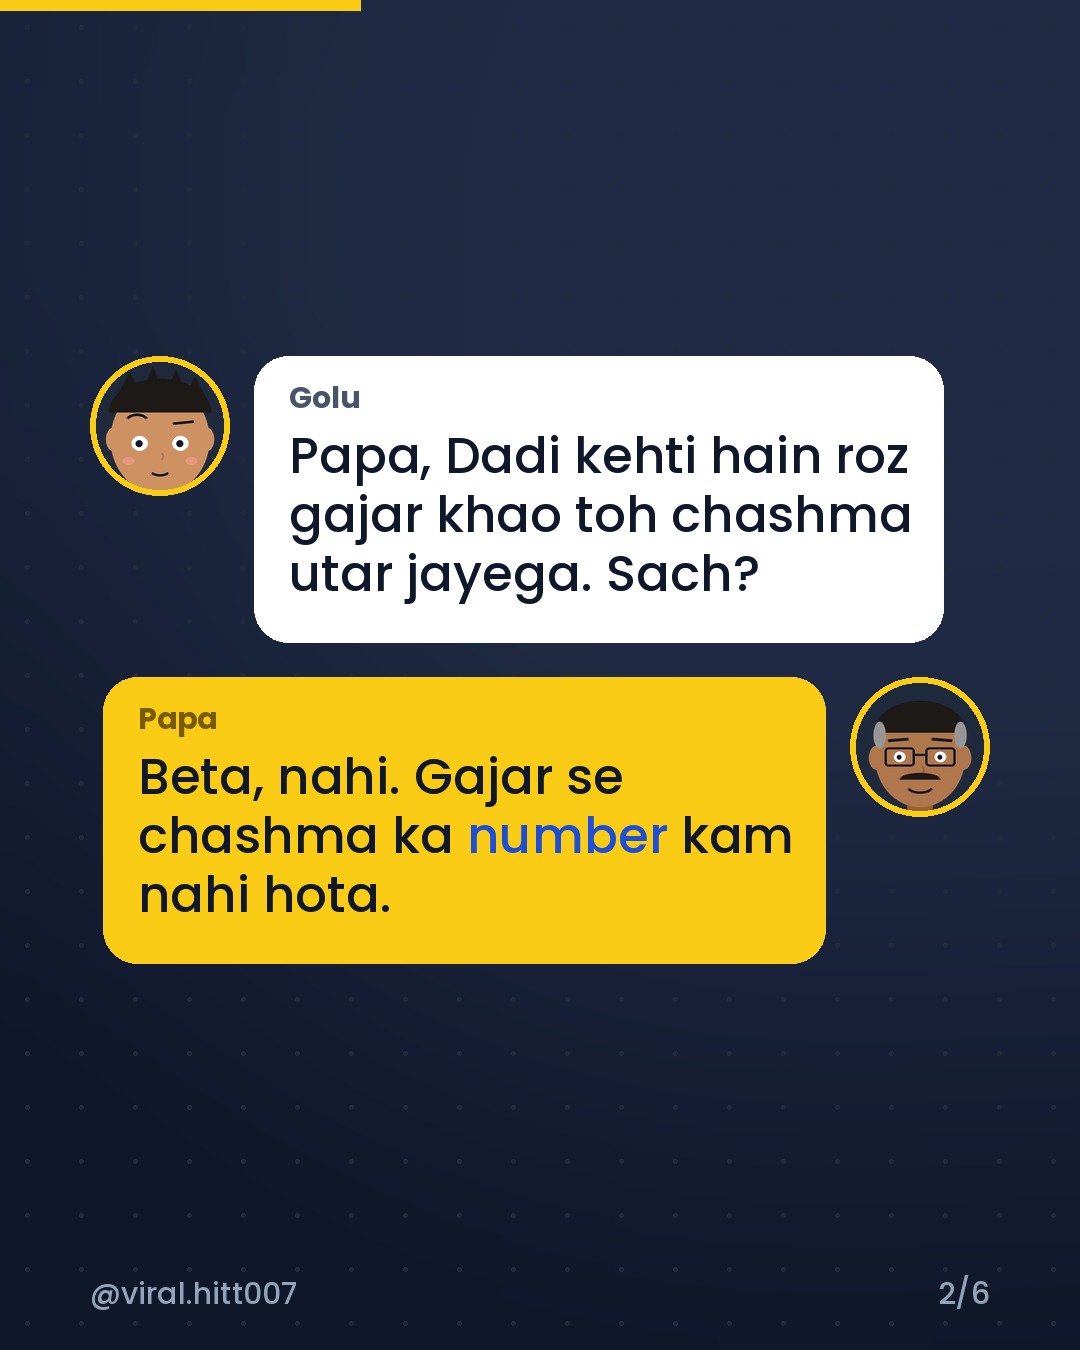 Golu
Papa, Dadi kehti hain roz
gajar khao toh chashma
utar jayega. Sach?
Papa
Beta, nahi. Gajar se
chashma ka number kam
nahi hota.
@viral.hitt007
2/6